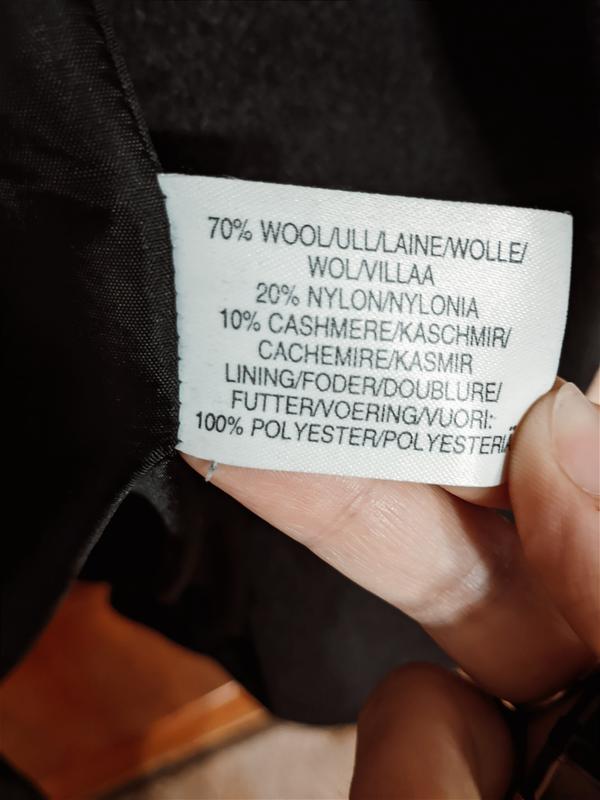 70% WOOL/ULL/LAINE/WOLLE/
WOL/VILLAA
20% NYLON/NYLONIA
10% CASHMERE/KASCHMIR/
CACHEMIRE/KASMIR
LINING/FODER/DOUBLURE/
FUTTER/VOERING/VUORI:
100% POLYESTER/POLYESTERIÄ